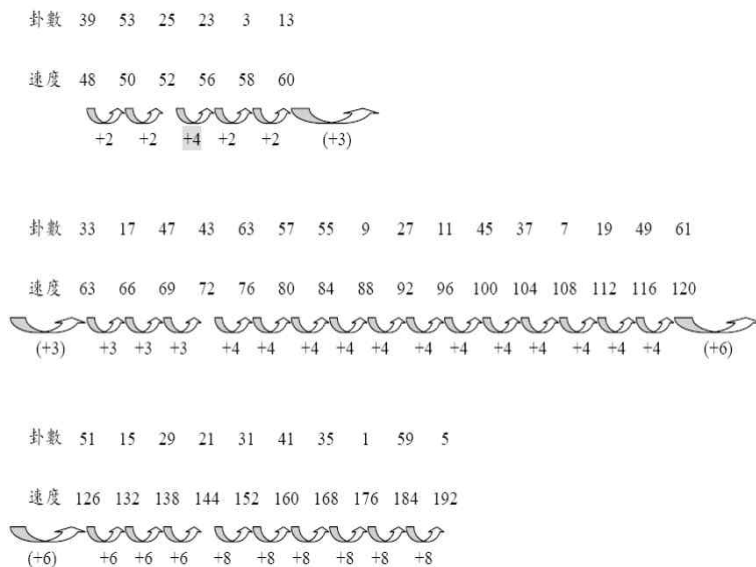 卦數 39 53 25 23 3 13
速度 48 50 52 56 58 60
+2 +2 +4 +2 +2 (+3)
卦數 33 17 47 43 63 57 55 9 27 11 45 37 7 19 49 61
速度 63 66 69 72 76 80 84 88 92 96 100 104 108 112 116 120
(+3) +3 +3 +3 +4 +4 +4 +4 +4 +4 +4 +4 +4 +4 +4 +4 (+6)
卦數 51 15 29 21 31 41 35 1 59 5
速度 126 132 138 144 152 160 168 176 184 192
(+6) +6 +6 +6 +8 +8 +8 +8 +8 +8